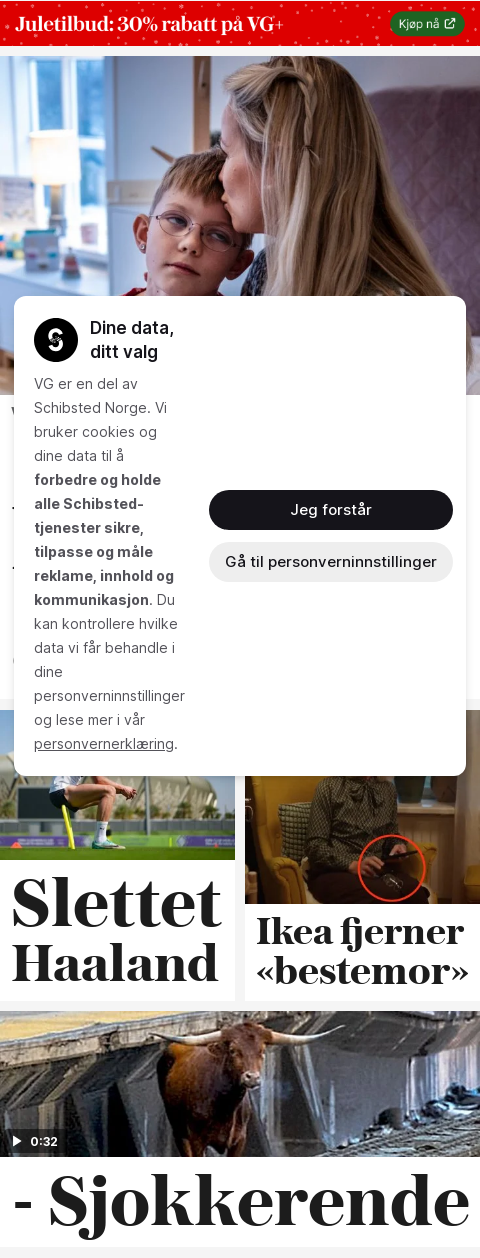 Juletilbud: 30% rabatt på VG+
Kjøp nå
Dine data,
ditt valg
VG er en del av
Schibsted Norge. Vi
bruker cookies og
dine data til å
forbedre og holde
alle Schibsted-
tjenester sikre,
tilpasse og måle
reklame, innhold og
kommunikasjon. Du
kan kontrollere hvilke
data vi får behandle i
dine
personverninnstillinger
og lese mer i vår
personvernerklæring.
Jeg forstår
Gå til personverninnstillinger
Slettet
Haaland
Ikea fjerner
«bestemor»
0:32
- Sjokkerende